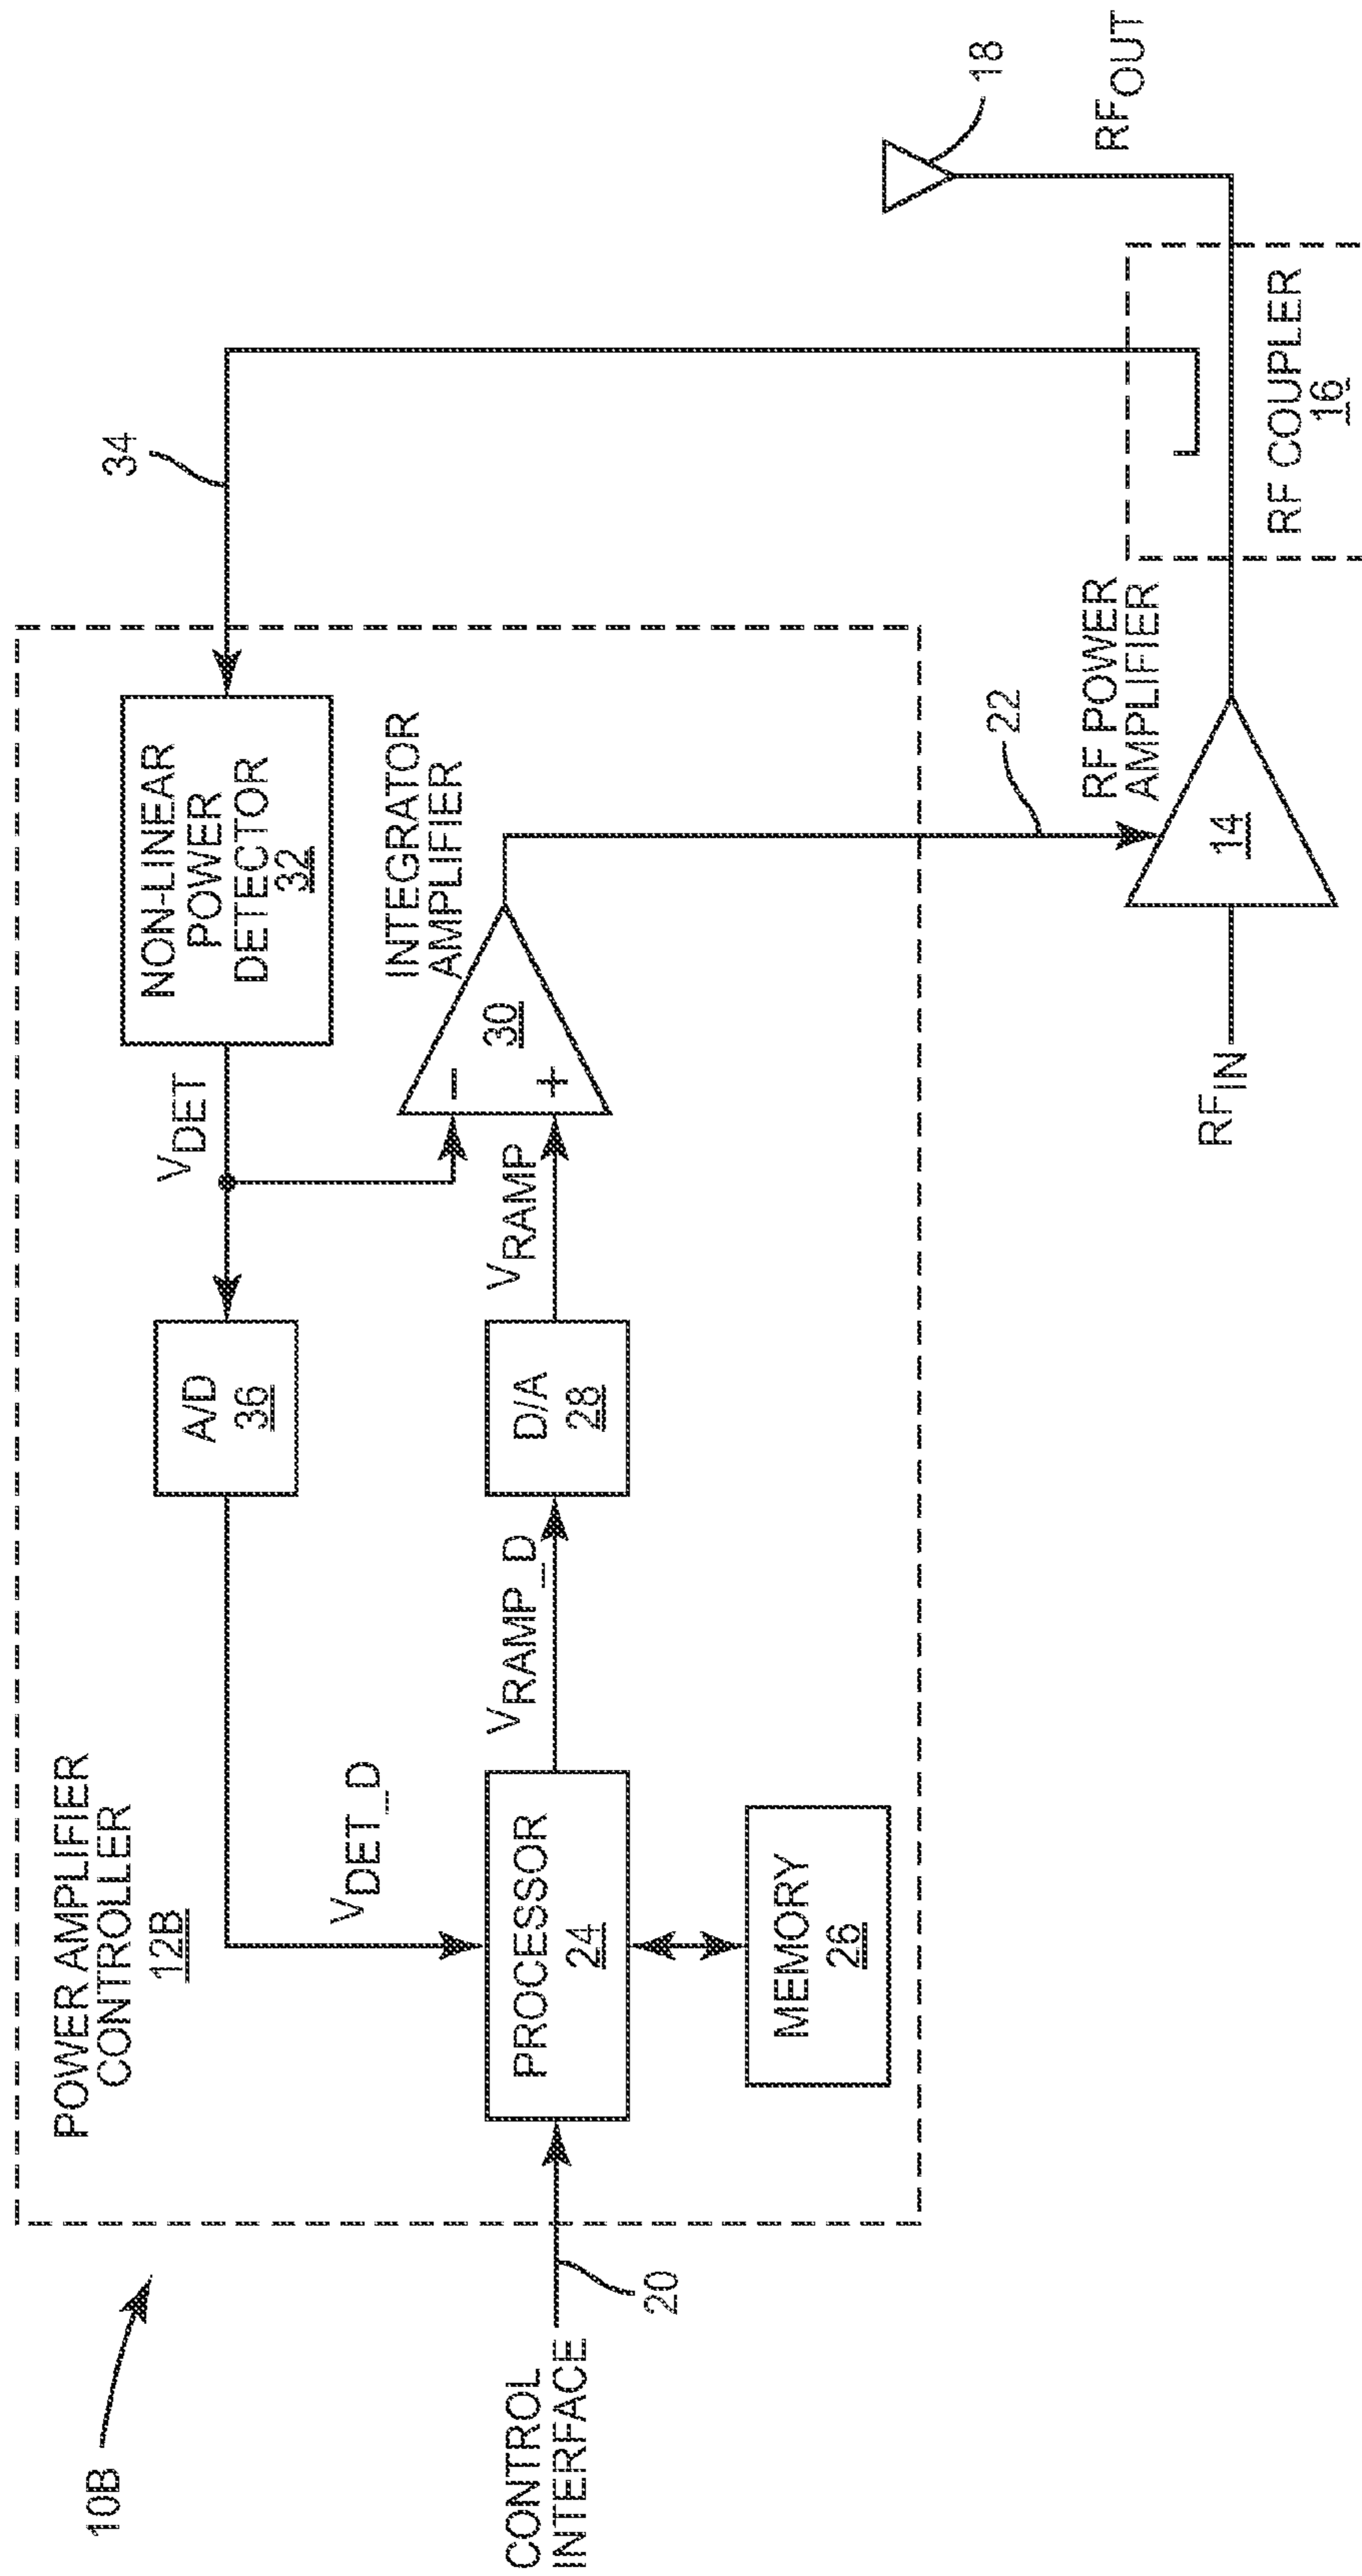 10B
POWER AMPLIFIER
CONTROLLER
12B
34
NON-LINEAR
POWER
DETECTOR
32
VDET
A/D
36
VDET_D
INTEGRATOR
AMPLIFIER
30
−
+
VRAMP
D/A
28
VRAMP_D
PROCESSOR
24
CONTROL
INTERFACE
20
MEMORY
26
22
RF POWER
AMPLIFIER
14
RFIN
RF COUPLER
16
18
RFOUT